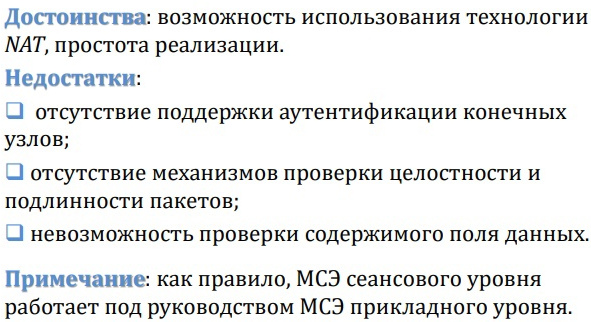 Достоинства: возможность использования технологии
NAT, простота реализации.
Недостатки:
❑ отсутствие поддержки аутентификации конечных
узлов;
❑ отсутствие механизмов проверки целостности и
подлинности пакетов;
❑ невозможность проверки содержимого поля данных.
Примечание: как правило, МСЭ сеансового уровня
работает под руководством МСЭ прикладного уровня.